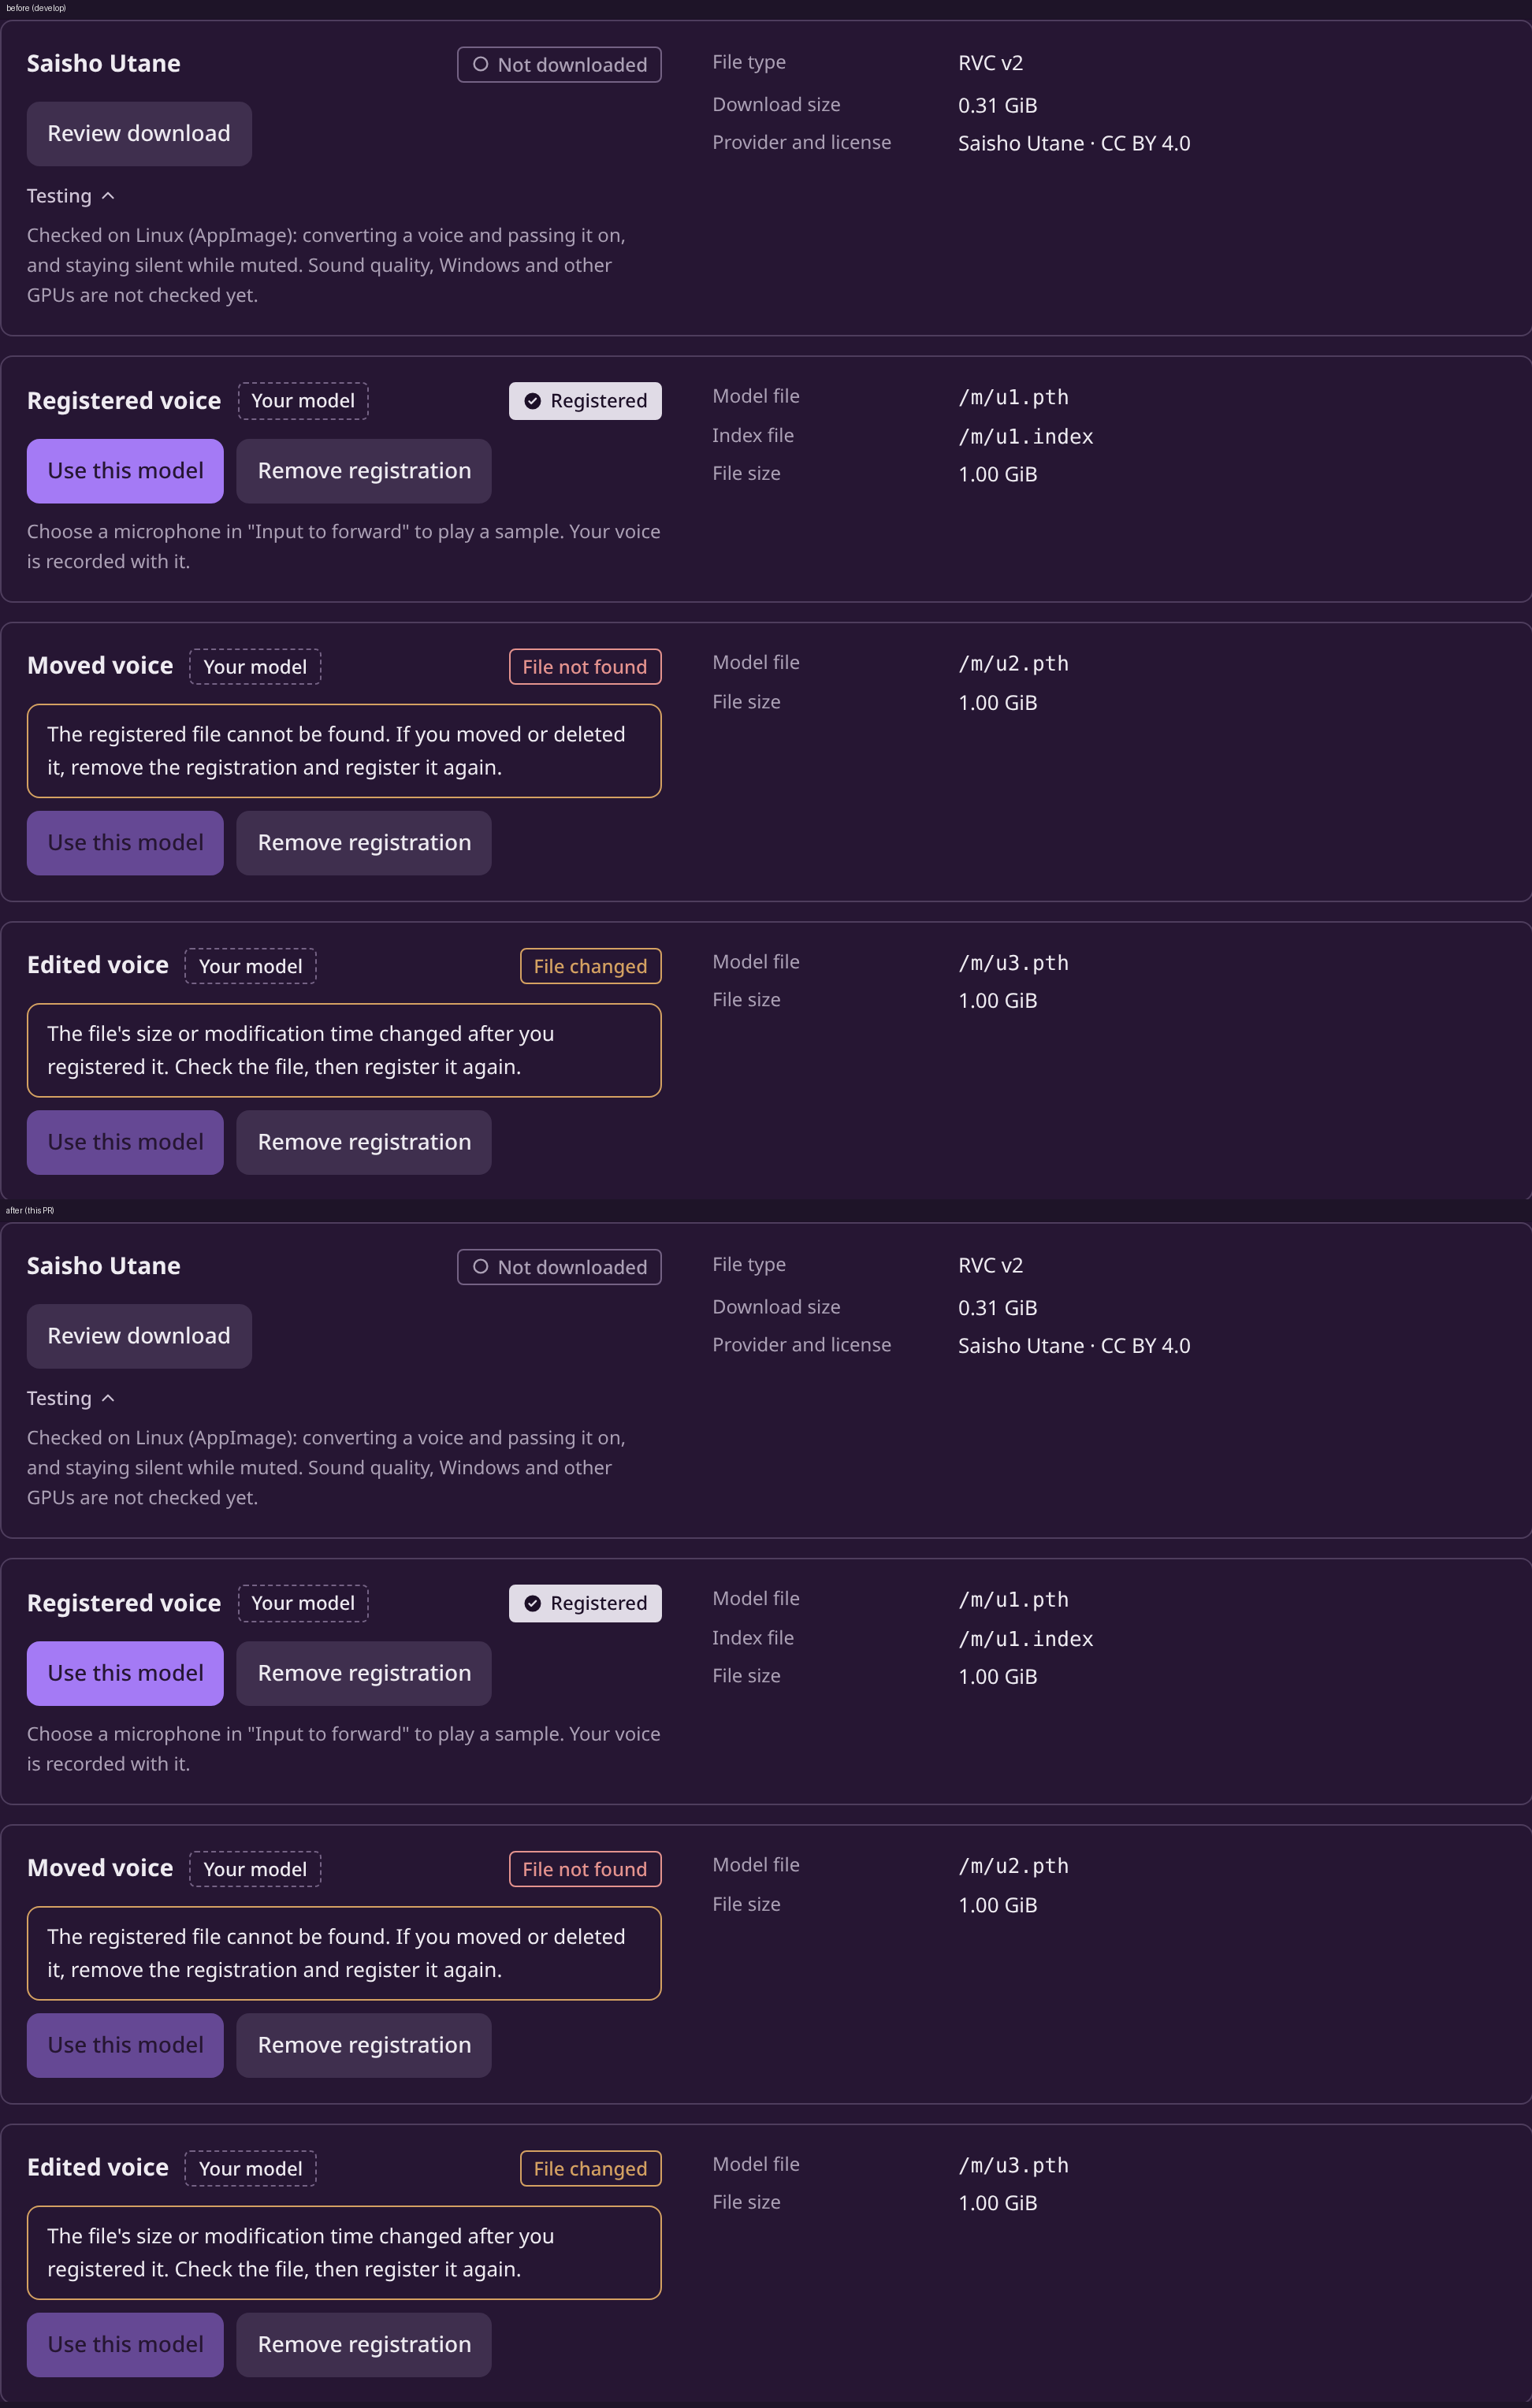 before (develop)
Saisho Utane
Not downloaded
Review download
Testing
Checked on Linux (AppImage): converting a voice and passing it on,
and staying silent while muted. Sound quality, Windows and other
GPUs are not checked yet.
File type RVC v2
Download size 0.31 GiB
Provider and license Saisho Utane · CC BY 4.0
Registered voice Your model Registered
Use this model Remove registration
Choose a microphone in "Input to forward" to play a sample. Your voice
is recorded with it.
Model file /m/u1.pth
Index file /m/u1.index
File size 1.00 GiB
Moved voice Your model File not found
The registered file cannot be found. If you moved or deleted
it, remove the registration and register it again.
Use this model Remove registration
Model file /m/u2.pth
File size 1.00 GiB
Edited voice Your model File changed
The file's size or modification time changed after you
registered it. Check the file, then register it again.
Use this model Remove registration
Model file /m/u3.pth
File size 1.00 GiB
after (this PR)
Saisho Utane
Not downloaded
Review download
Testing
Checked on Linux (AppImage): converting a voice and passing it on,
and staying silent while muted. Sound quality, Windows and other
GPUs are not checked yet.
File type RVC v2
Download size 0.31 GiB
Provider and license Saisho Utane · CC BY 4.0
Registered voice Your model Registered
Use this model Remove registration
Choose a microphone in "Input to forward" to play a sample. Your voice
is recorded with it.
Model file /m/u1.pth
Index file /m/u1.index
File size 1.00 GiB
Moved voice Your model File not found
The registered file cannot be found. If you moved or deleted
it, remove the registration and register it again.
Use this model Remove registration
Model file /m/u2.pth
File size 1.00 GiB
Edited voice Your model File changed
The file's size or modification time changed after you
registered it. Check the file, then register it again.
Use this model Remove registration
Model file /m/u3.pth
File size 1.00 GiB